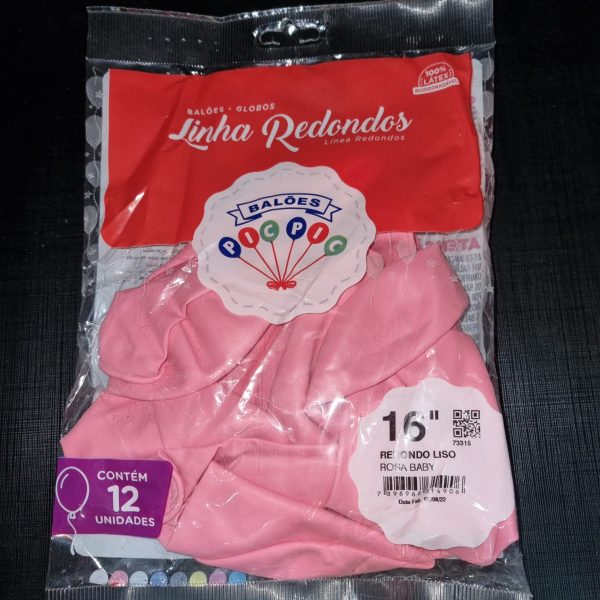 BALÕES • GLOBOS
Linha Redondos
Línea Redondos
100%
LATEX
BIODEGRADÁVEL
BALÕES
PIC PIC
16"
73315
REDONDO LISO
ROSA BABY
CONTÉM
12
UNIDADES